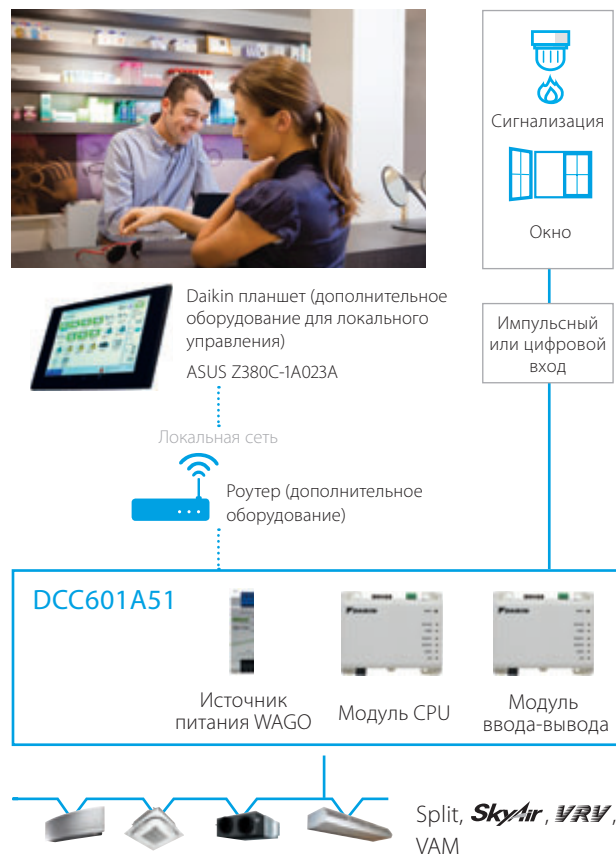 Сигнализация
Окно
Daikin планшет (дополнительное
оборудование для локального
управления)
ASUS Z380C-1A023A
Импульсный
или цифровой
вход
Локальная сеть
Роутер (дополнительное
оборудование)
DCC601A51
Источник
питания WAGO
Модуль CPU
Модуль
ввода-вывода
Split, SkyAir, VRV,
VAM